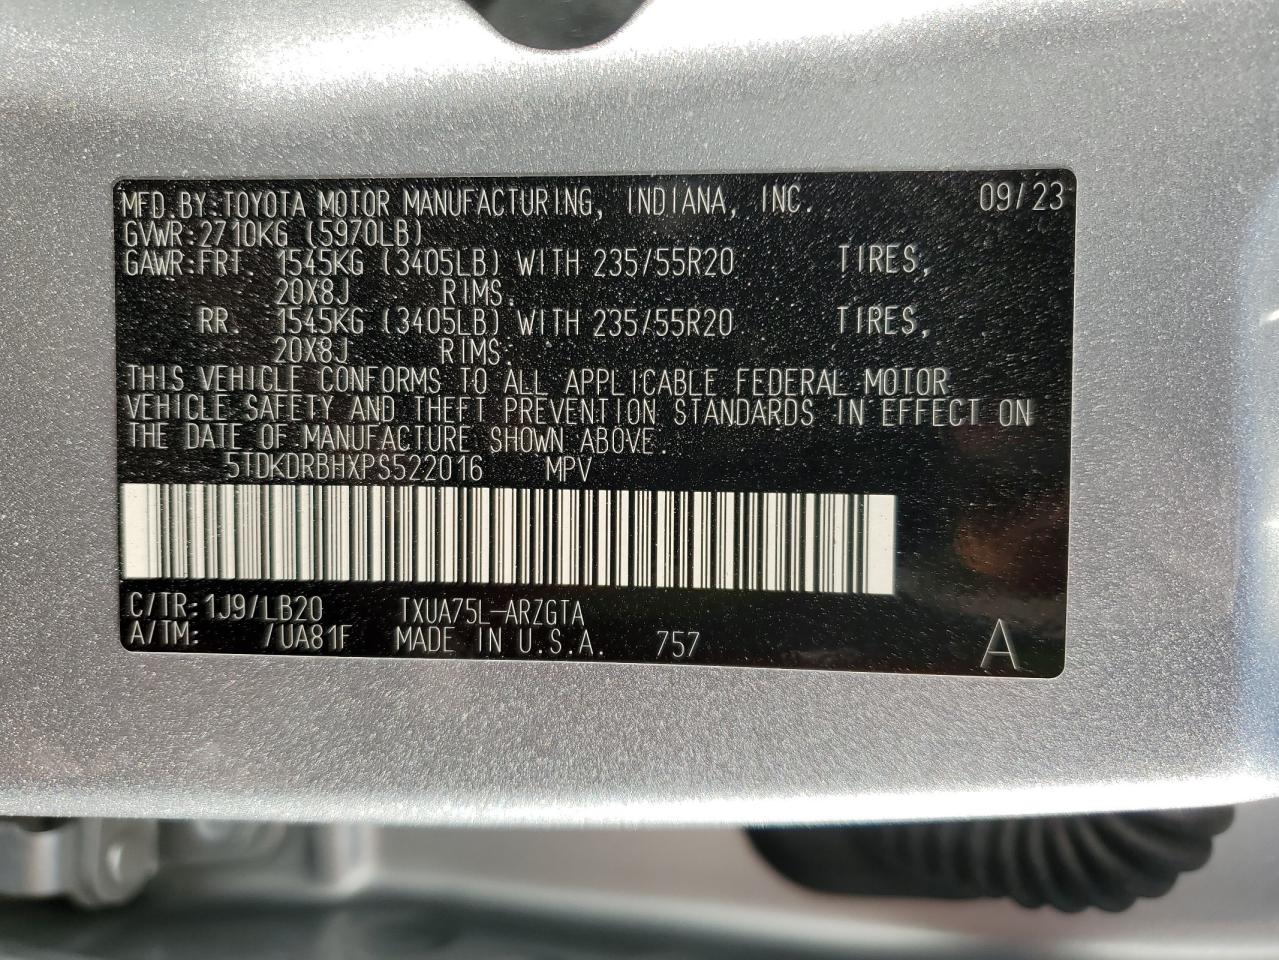 MFD.BY:TOYOTA MOTOR MANUFACTURING, INDIANA, INC. 09/23
GVWR:2710KG (5970LB)
GAWR:FRT. 1545KG (3405LB) WITH 235/55R20 TIRES,
20X8J RIMS.
RR. 1545KG (3405LB) WITH 235/55R20 TIRES,
20X8J RIMS.
THIS VEHICLE CONFORMS TO ALL APPLICABLE FEDERAL MOTOR
VEHICLE SAFETY AND THEFT PREVENTION STANDARDS IN EFFECT ON
THE DATE OF MANUFACTURE SHOWN ABOVE.
5TDKDRBHXPS522016 MPV
C/TR:1J9/LB20 TXUA75L-ARZGTA
A/TM: /UA81F MADE IN U.S.A. 757 A